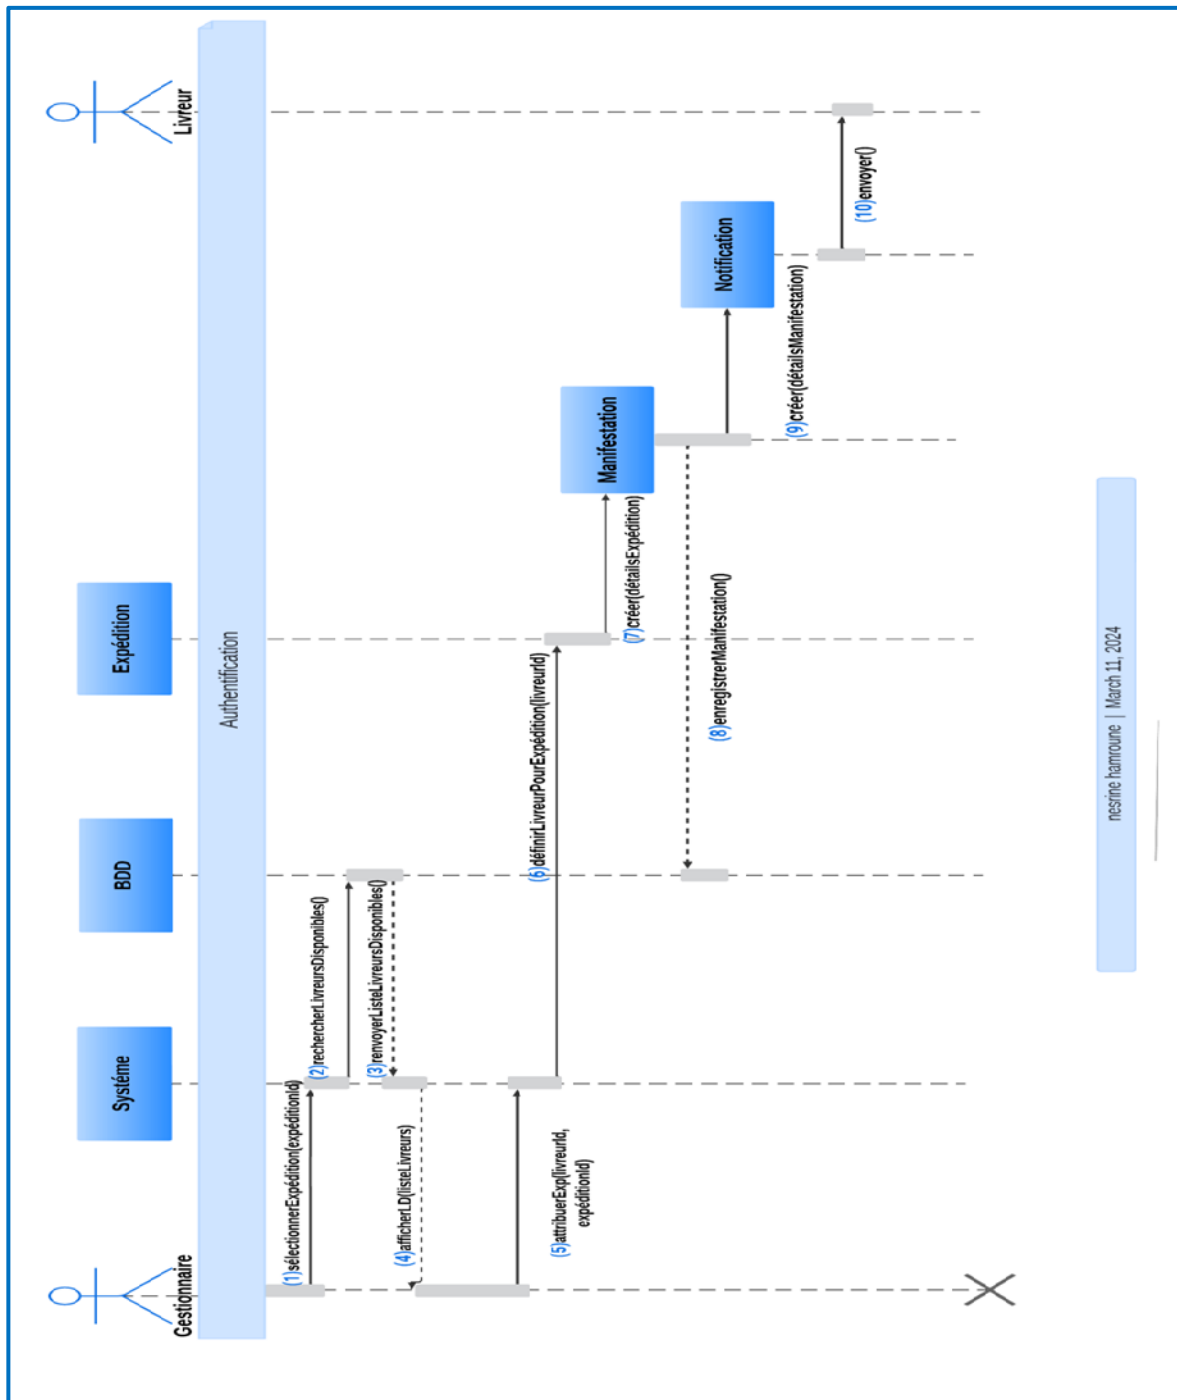 Gestionnaire
Système
BDD
Expédition
Livreur
Authentification
(1)sélectionnerExpédition(expéditionId)
(2)rechercherLivreursDisponibles()
(3)renvoyerListeLivreursDisponibles()
(4)afficherLD(listeLivreurs)
(5)attribuerExp(livreurId,
expéditionId)
(6)définirLivreurPourExpédition(livreurId)
Manifestation
(7)créer(détailsExpédition)
(8)enregistrerManifestation()
Notification
(9)créer(détailsManifestation)
(10)envoyer()
nesrine hamroune | March 11, 2024